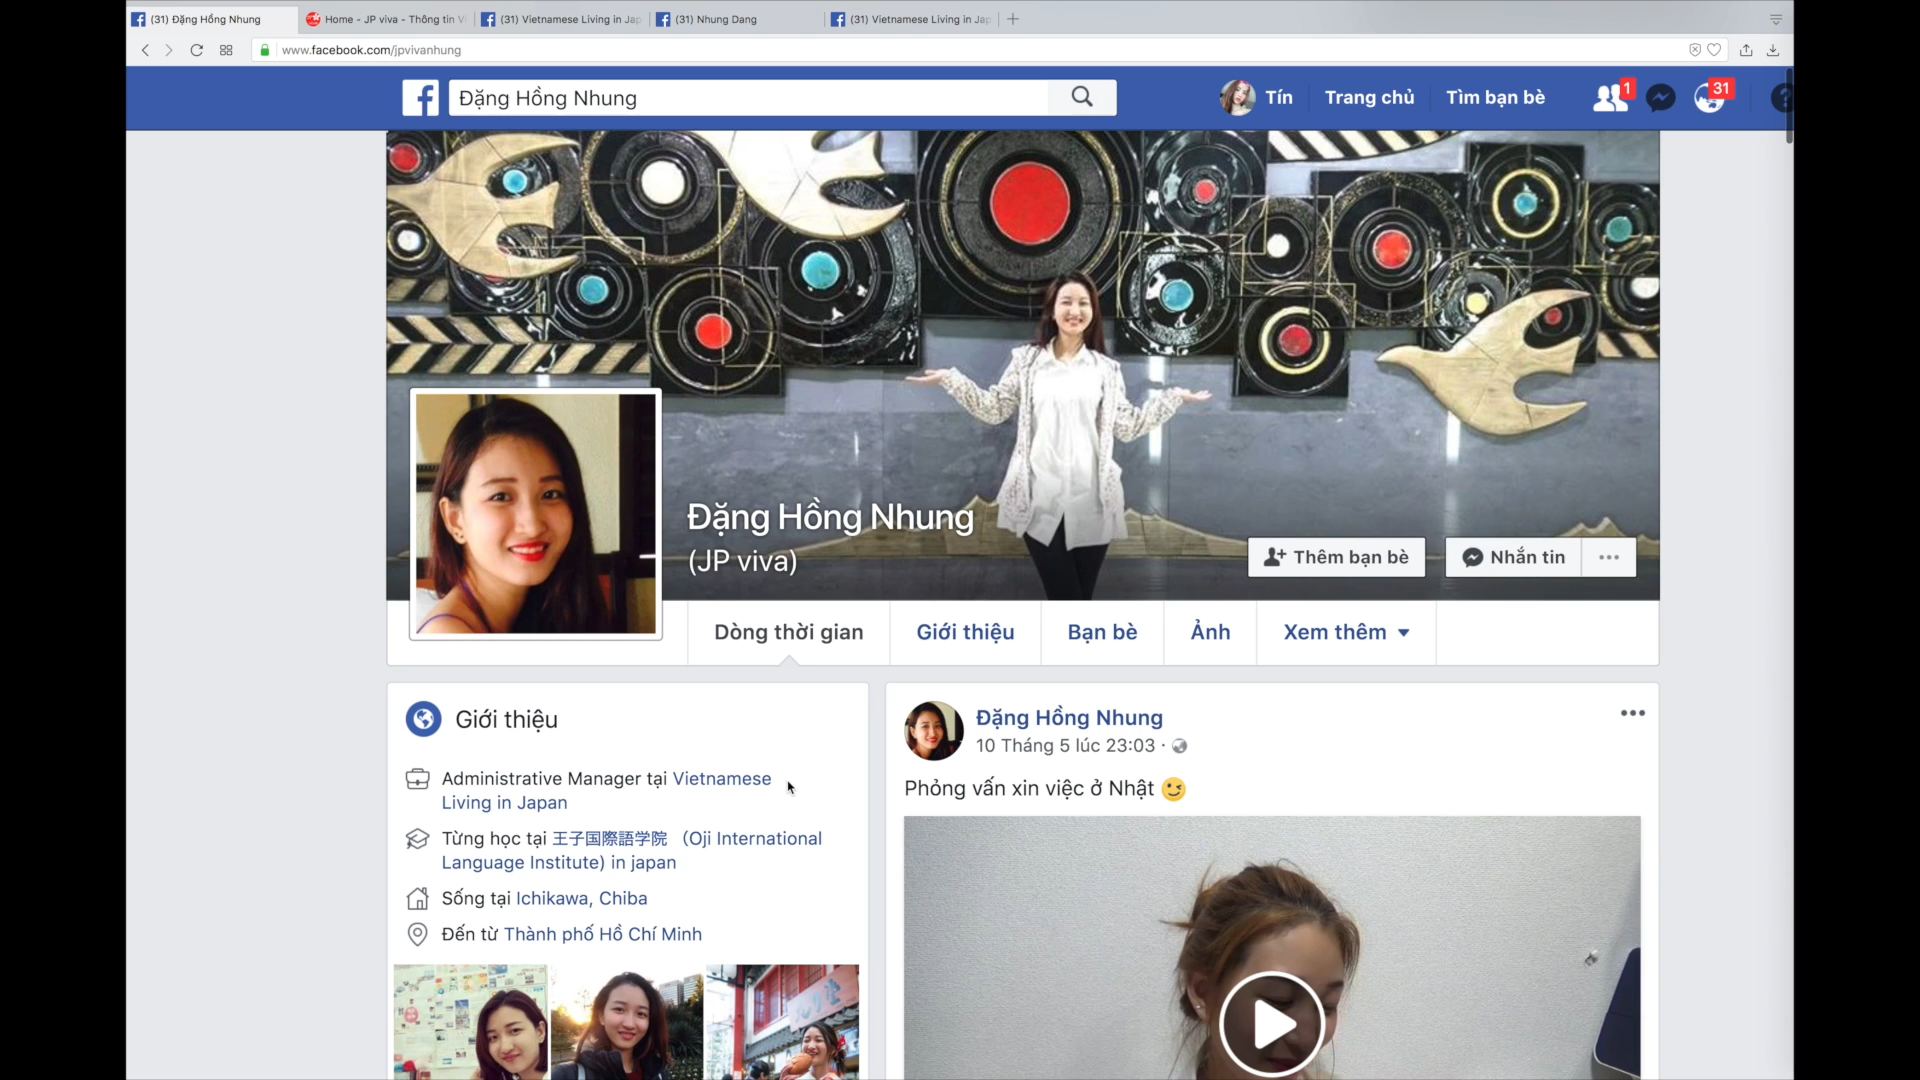 (31) Đặng Hồng Nhung
Home - JP viva - Thông tin Vi
(31) Vietnamese Living in Jap
(31) Nhung Dang
(31) Vietnamese Living in Jap
www.facebook.com/jpvivanhung
Đặng Hồng Nhung
Tín
Trang chủ
Tìm bạn bè
1
31
?
Đặng Hồng Nhung
(JP viva)
Thêm bạn bè
Nhắn tin
Dòng thời gian
Giới thiệu
Bạn bè
Ảnh
Xem thêm
Giới thiệu
Administrative Manager tại Vietnamese
Living in Japan
Từng học tại 王子国際語学院 （Oji International
Language Institute) in japan
Sống tại Ichikawa, Chiba
Đến từ Thành phố Hồ Chí Minh
Đặng Hồng Nhung
10 Tháng 5 lúc 23:03 ·
Phỏng vấn xin việc ở Nhật 😉